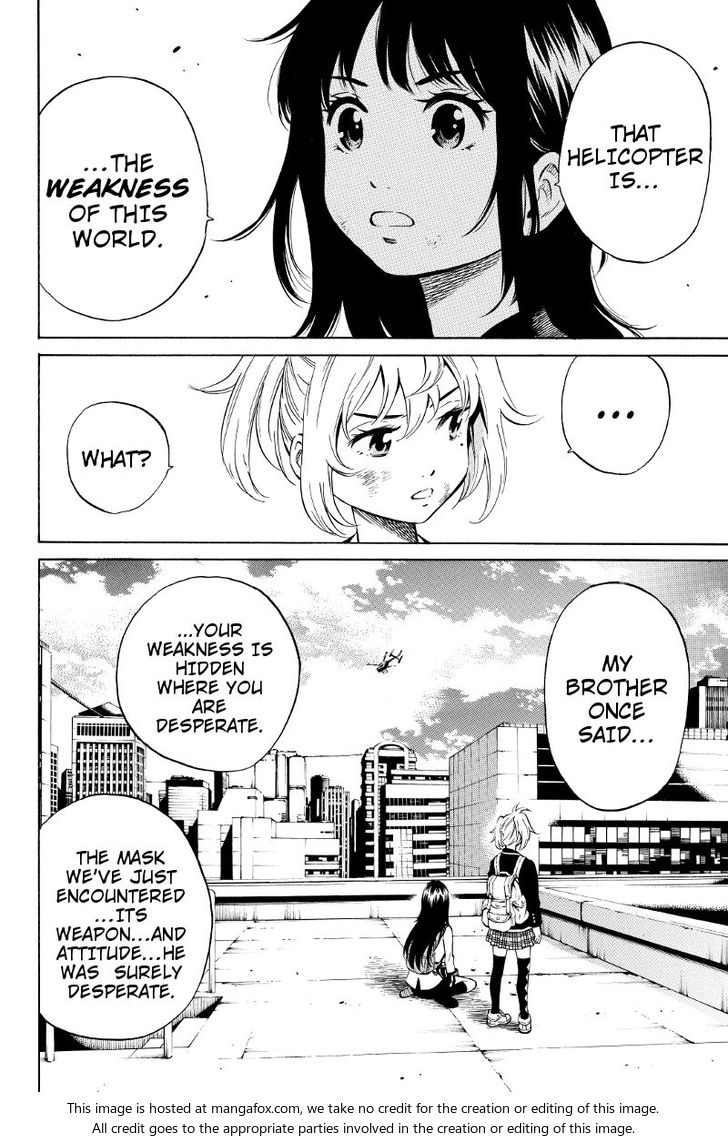 THAT
HELICOPTER
IS...
...THE
WEAKNESS
OF THIS
WORLD.
...
WHAT?
MY
BROTHER
ONCE
SAID...
...YOUR
WEAKNESS IS
HIDDEN
WHERE YOU
ARE
DESPERATE.
THE MASK
WE'VE JUST
ENCOUNTERED
...ITS
WEAPON...AND
ATTITUDE...HE
WAS SURELY
DESPERATE.
This image is hosted at mangafox.com, we take no credit for the creation or editing of this image.
All credit goes to the appropriate parties involved in the creation or editing of this image.